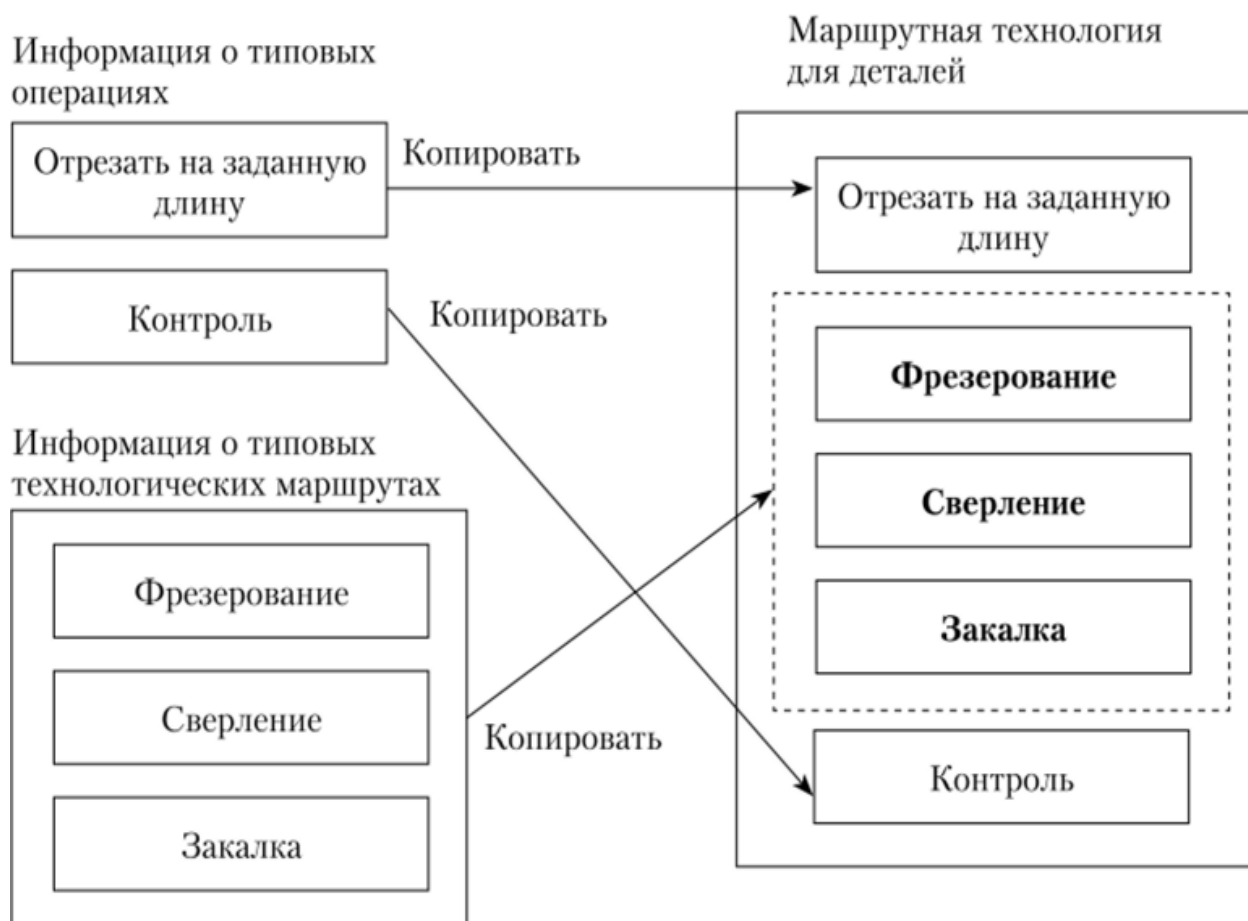 Информация о типовых
операциях
Отрезать на заданную
длину
Контроль
Копировать
Копировать
Информация о типовых
технологических маршрутах
Фрезерование
Сверление
Закалка
Копировать
Маршрутная технология
для деталей
Отрезать на заданную
длину
Фрезерование
Сверление
Закалка
Контроль